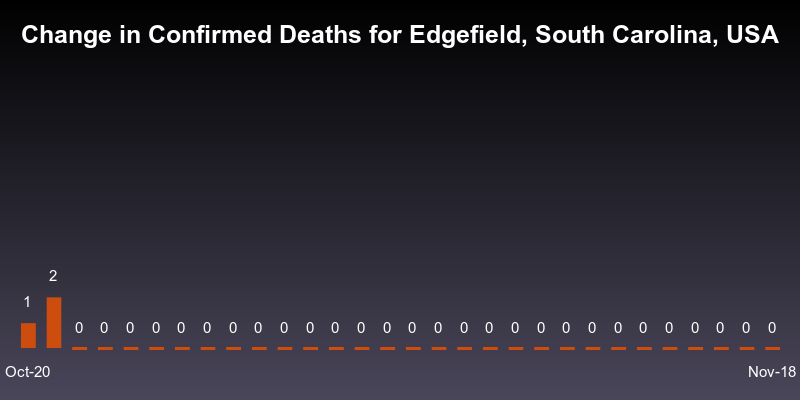 Change in Confirmed Deaths for Edgefield, South Carolina, USA
2
1
0 0 0 0 0 0 0 0 0 0 0 0 0 0 0 0 0 0 0 0 0 0 0 0 0 0 0 0
Oct-20 Nov-18